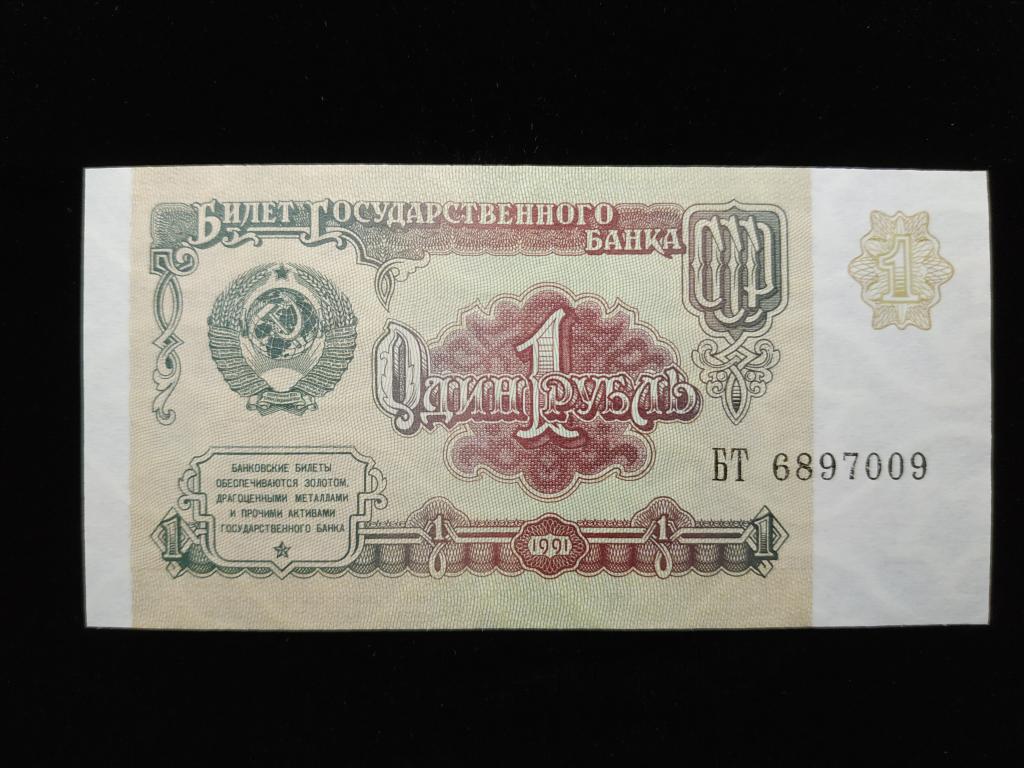 Билет Государственного
Банка
СССР
1
Один 1 рубль
БТ 6897009
БАНКОВСКИЕ БИЛЕТЫ
ОБЕСПЕЧИВАЮТСЯ ЗОЛОТОМ,
ДРАГОЦЕННЫМИ МЕТАЛЛАМИ
И ПРОЧИМИ АКТИВАМИ
ГОСУДАРСТВЕННОГО БАНКА
1 1 1991 1 1